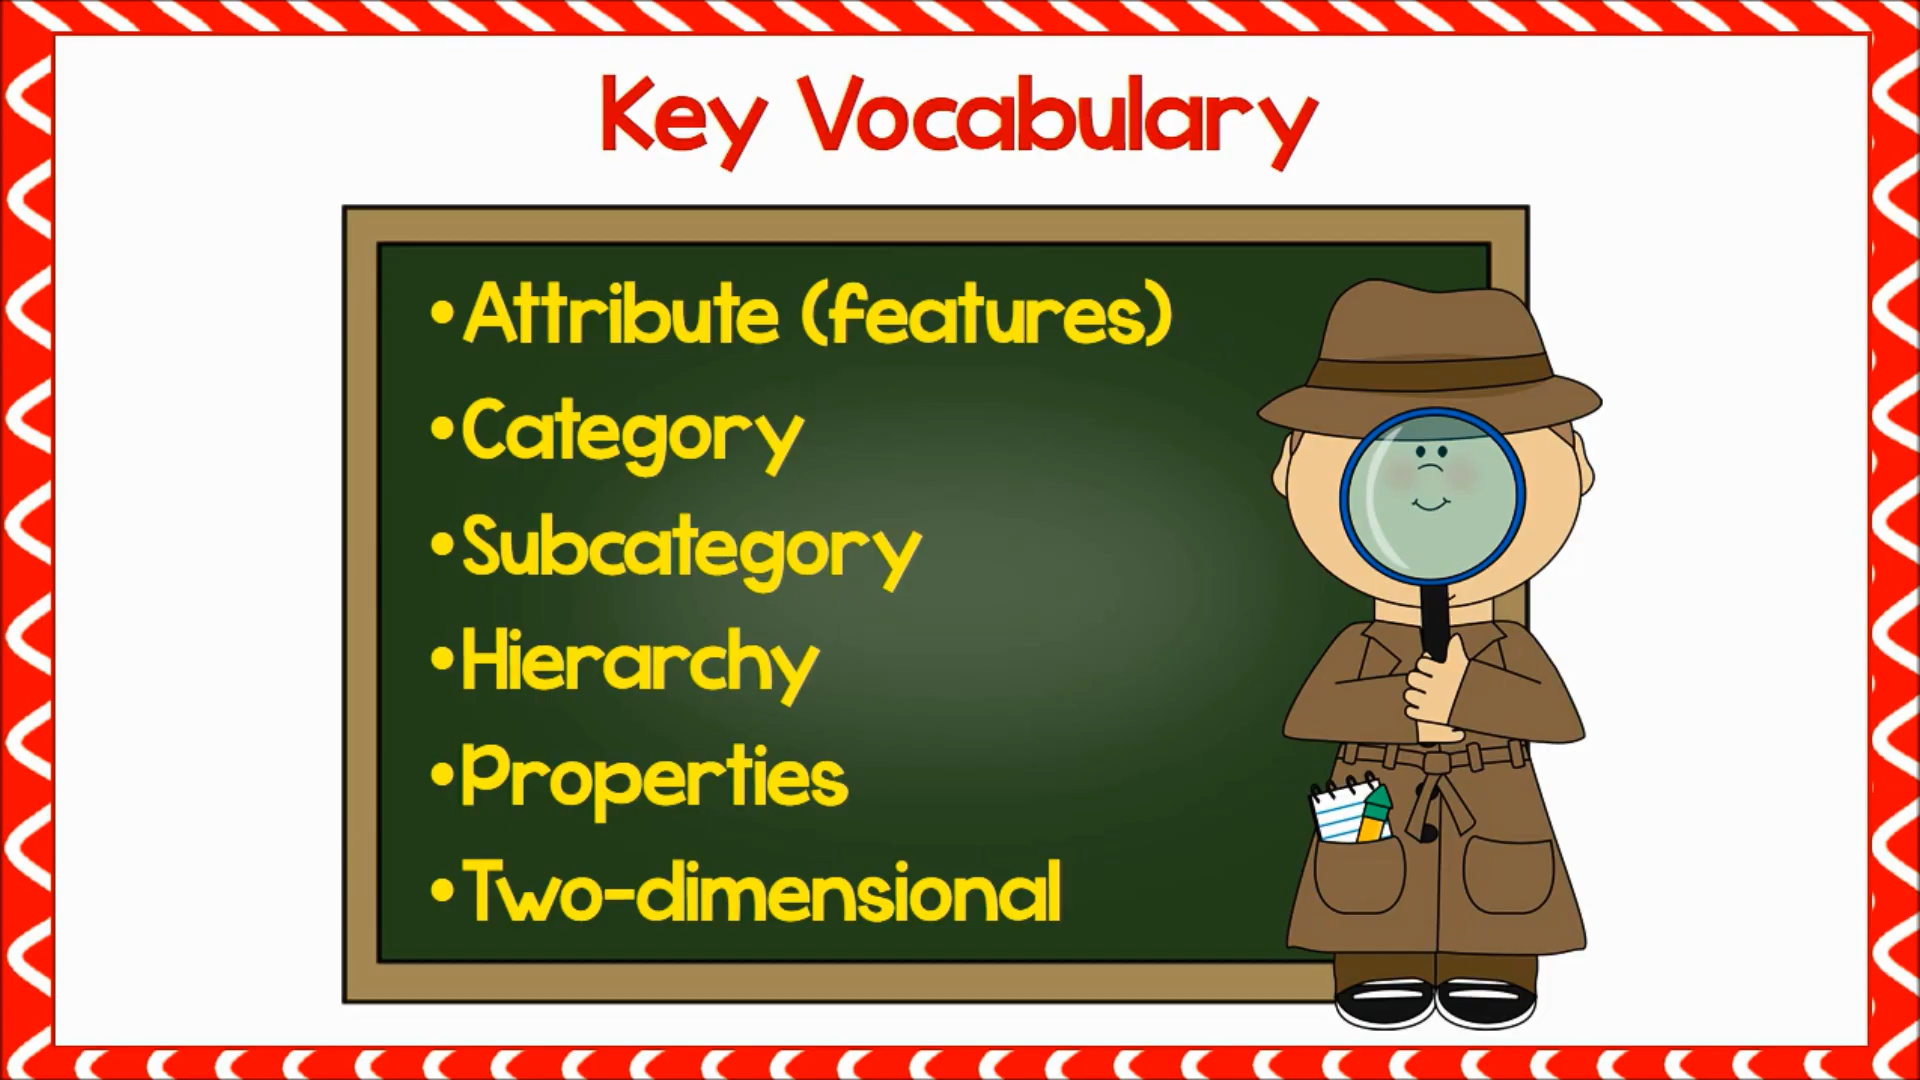 Key Vocabulary
•Attribute (features)
•Category
•Subcategory
•Hierarchy
•Properties
•Two-dimensional